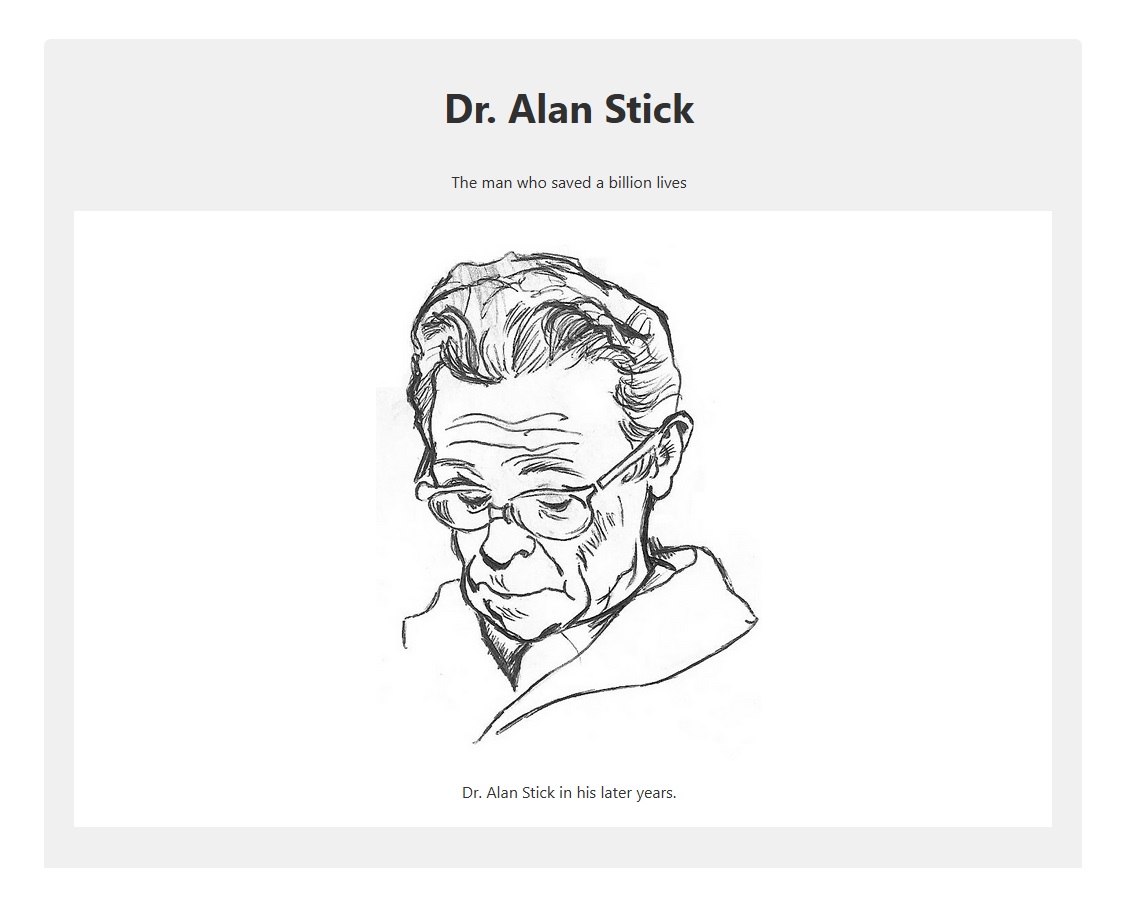 Dr. Alan Stick
The man who saved a billion lives
Dr. Alan Stick in his later years.